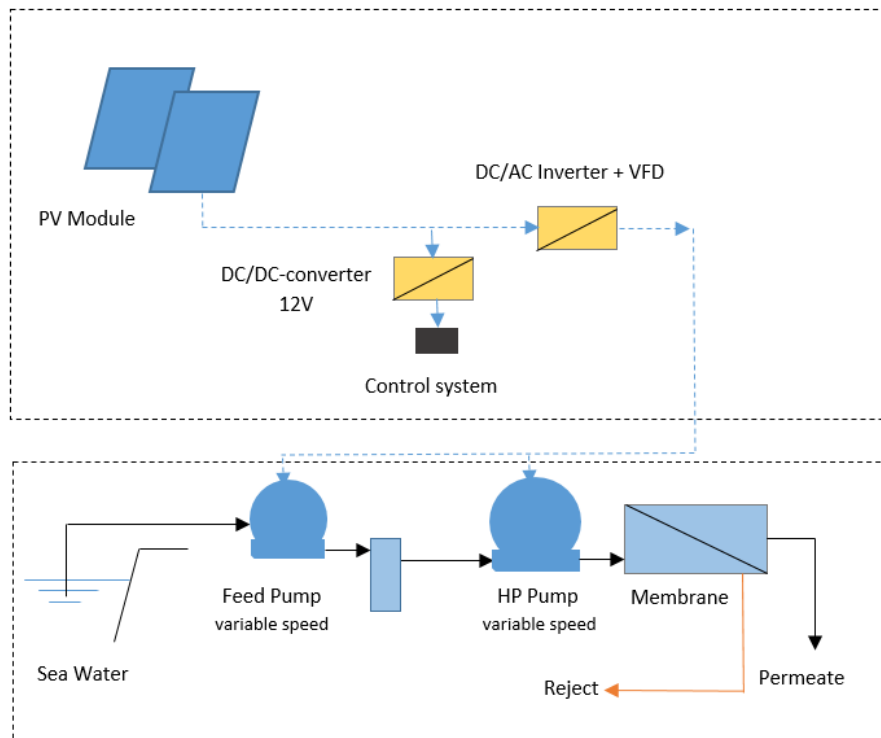 DC/AC Inverter + VFD
PV Module
DC/DC-converter
12V
Control system
Feed Pump
variable speed
HP Pump
variable speed
Membrane
Sea Water
Reject
Permeate